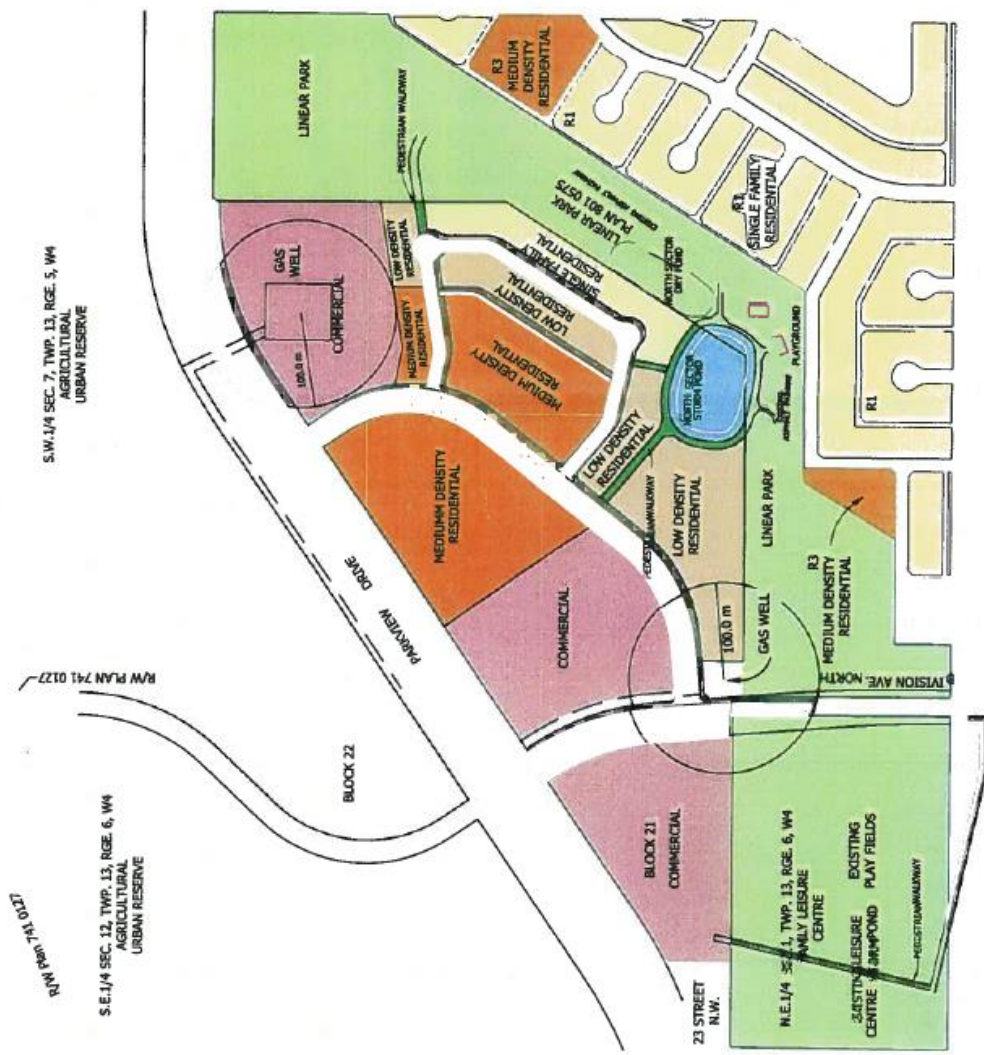 LINEAR PARK
R3
MEDIUM
DENSITY
RESIDENTIAL
R1
PEDESTRIAN WALKWAY
S.W.1/4 SEC. 7, TWP. 13, RGE. 5, W4
AGRICULTURAL
URBAN RESERVE
GAS
WELL
COMMERCIAL
100.0 m
LOW DENSITY
RESIDENTIAL
MEDIUM DENSITY
RESIDENTIAL
LINEAR PARK
PLAN 801 0575
SINGLE FAMILY
RESIDENTIAL
LOW DENSITY
RESIDENTIAL
MEDIUM DENSITY
RESIDENTIAL
R1
SINGLE FAMILY
RESIDENTIAL
NORTH SECTOR
DRY POND
PLAYGROUND
NORTH SECTOR
STORM POND
R1
LOW DENSITY
RESIDENTIAL
MEDIUMM DENSITY
RESIDENTIAL
PARKVIEW DRIVE
PEDESTRIANWALKWAY
LOW DENSITY
RESIDENTIAL
LINEAR PARK
COMMERCIAL
R3
MEDIUM DENSITY
RESIDENTIAL
100.0 m
GAS WELL
R/W PLAN 741 0127
IVISION AVE. NORTH
BLOCK 22
BLOCK 21
COMMERCIAL
S.E.1/4 SEC. 12, TWP. 13, RGE. 6, W4
AGRICULTURAL
URBAN RESERVE
R/W Plan 741 0127
23 STREET
N.W.
N.E.1/4 1, TWP. 13, RGE. 6, W4
FAMILY LEISURE
CENTRE
LEISURE
CENTRE
EXISTING
PLAY FIELDS
PEDESTRIANWALKWAY